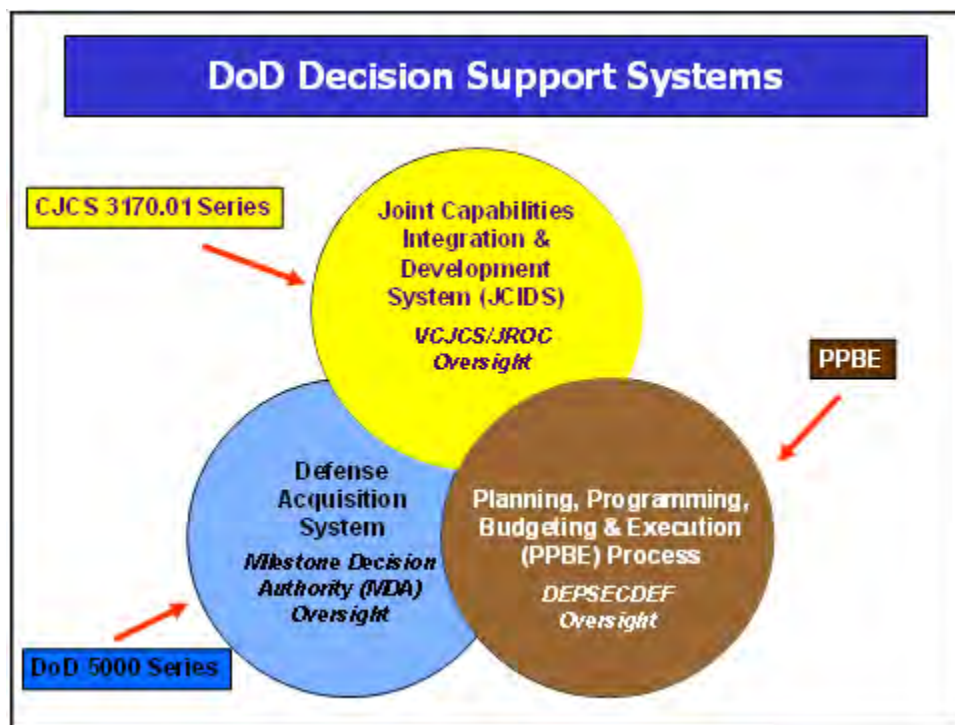 DoD Decision Support Systems
CJCS 3170.01 Series
Joint Capabilities
Integration &
Development
System (JCIDS)
VCJCS/JROC
Oversight
PPBE
Defense
Acquisition
System
Milestone Decision
Authority (MDA)
Oversight
Planning, Programming,
Budgeting & Execution
(PPBE) Process
DEPSECDEF
Oversight
DoD 5000 Series